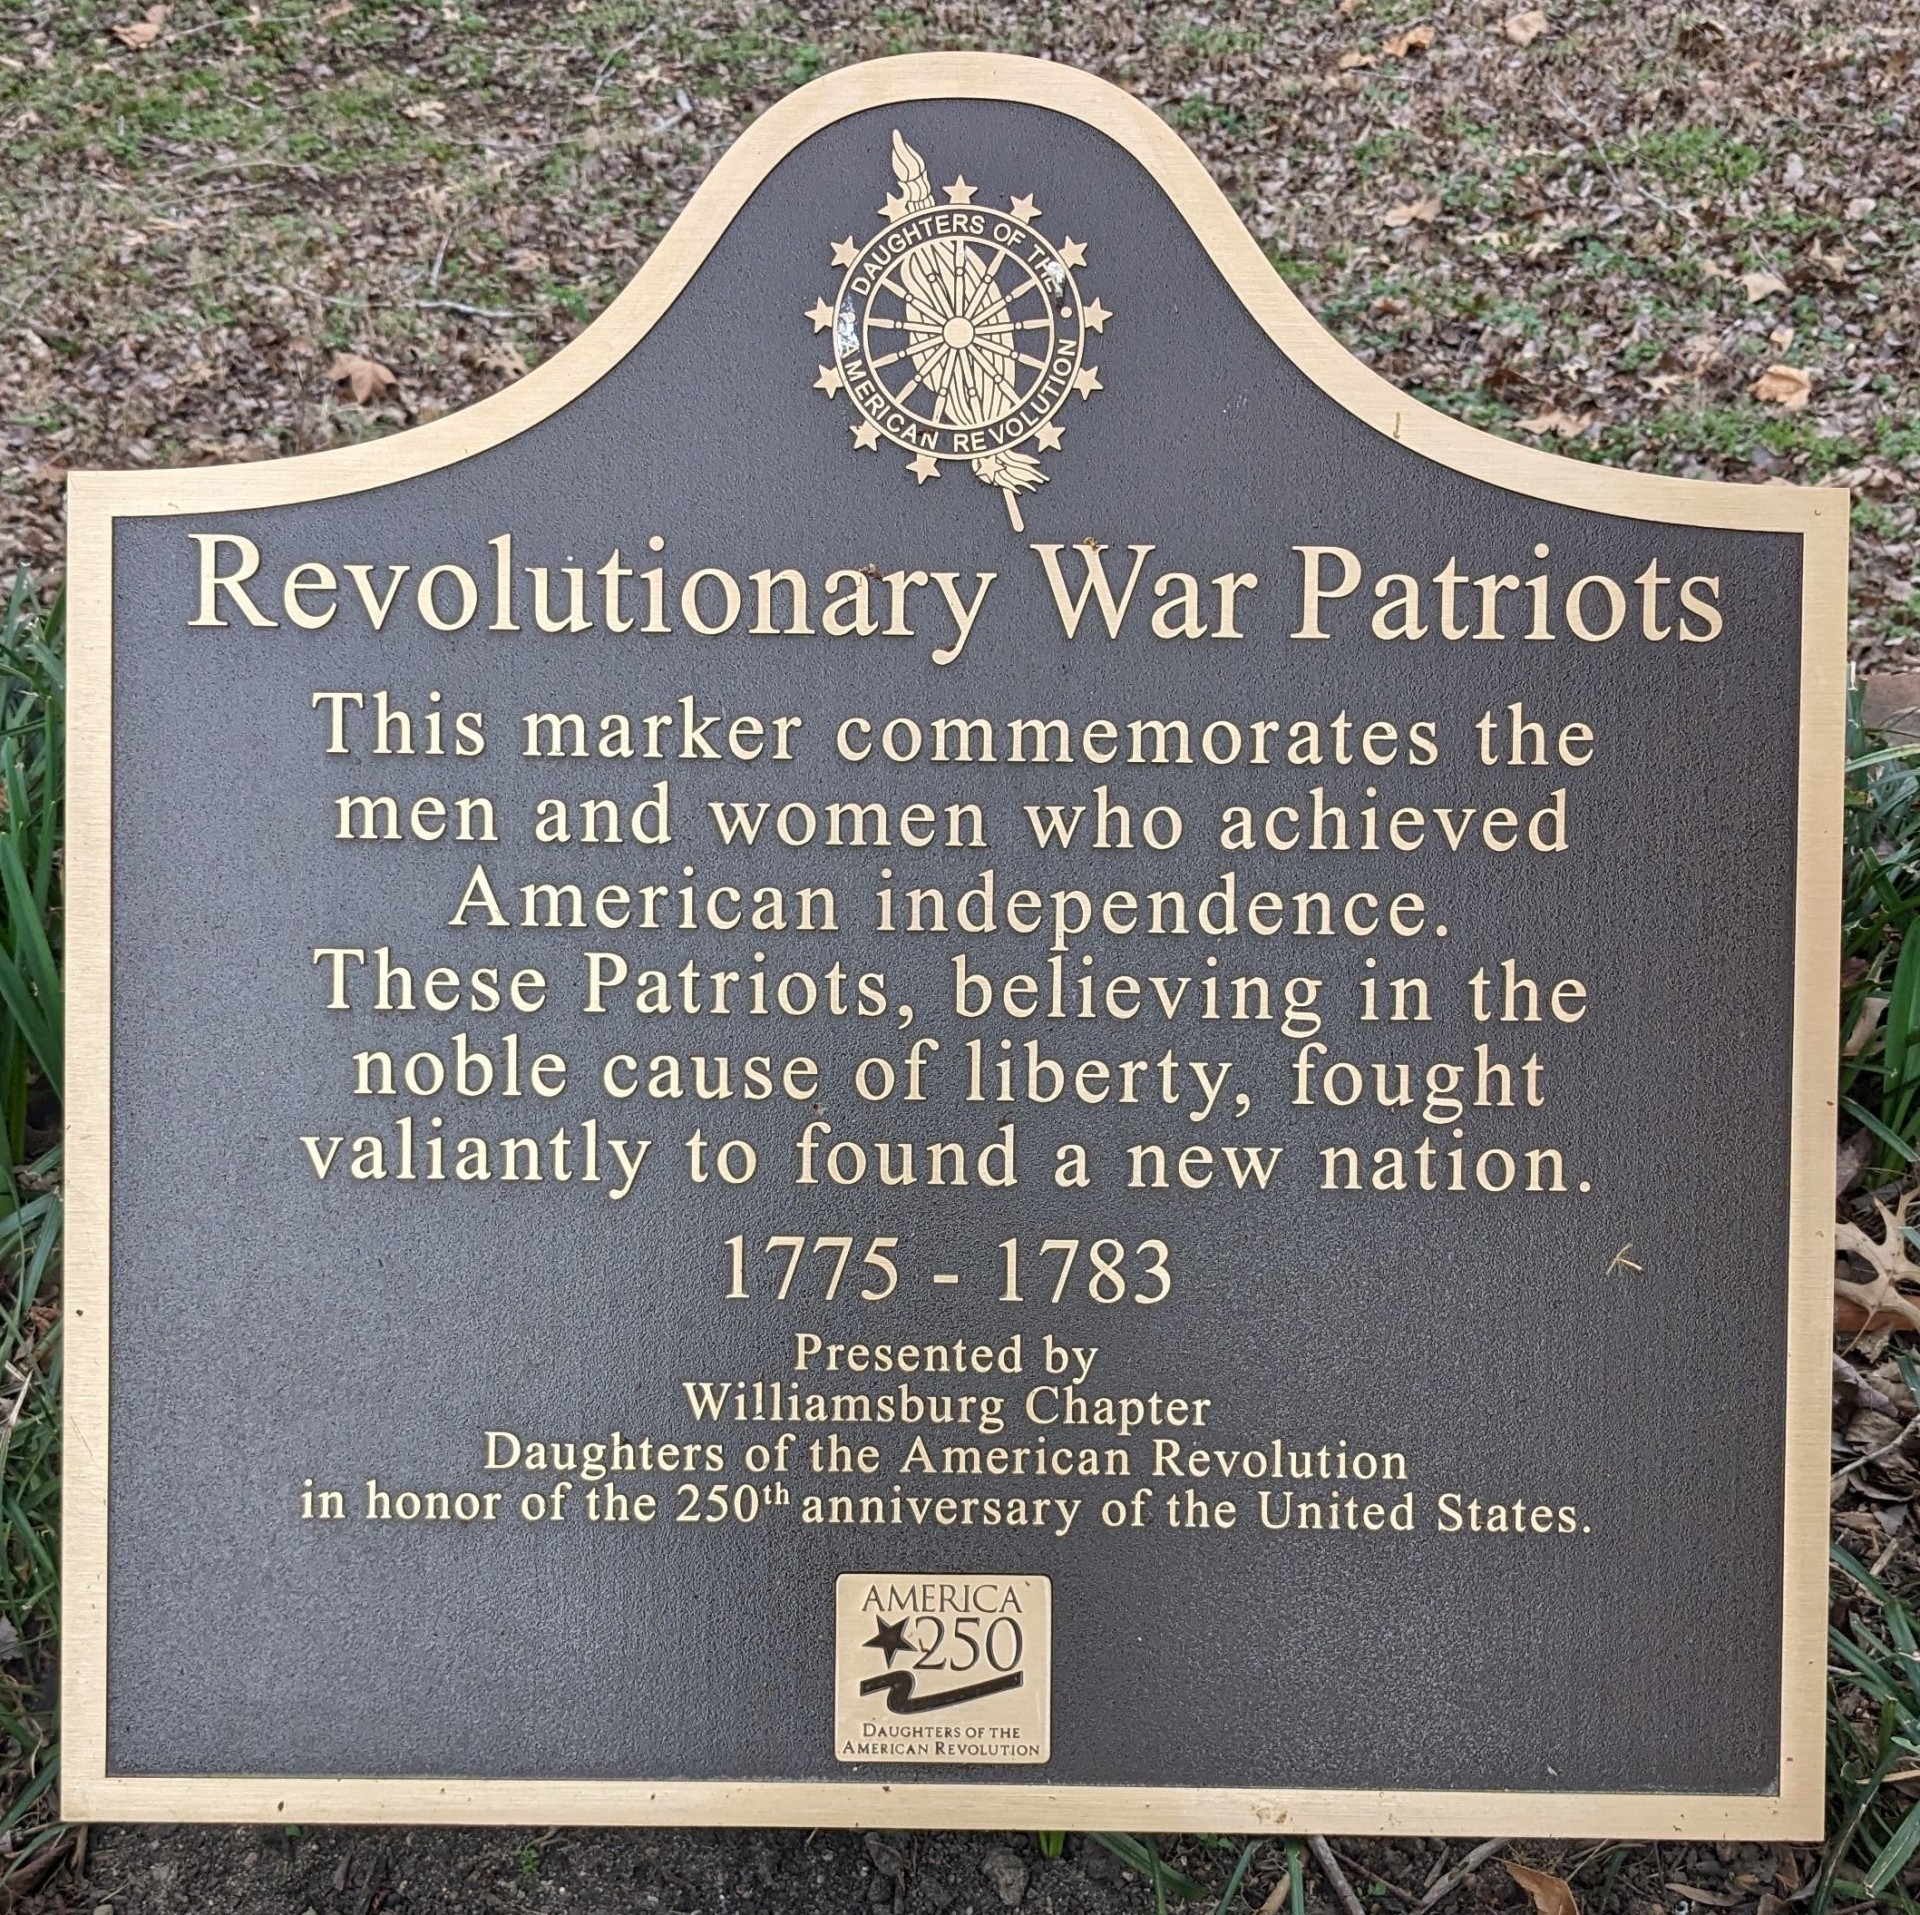 DAUGHTERS OF THE
AMERICAN REVOLUTION
Revolutionary War Patriots
This marker commemorates the
men and women who achieved
American independence.
These Patriots, believing in the
noble cause of liberty, fought
valiantly to found a new nation.
1775 - 1783
Presented by
Williamsburg Chapter
Daughters of the American Revolution
in honor of the 250th anniversary of the United States.
AMERICA
250
DAUGHTERS OF THE
AMERICAN REVOLUTION